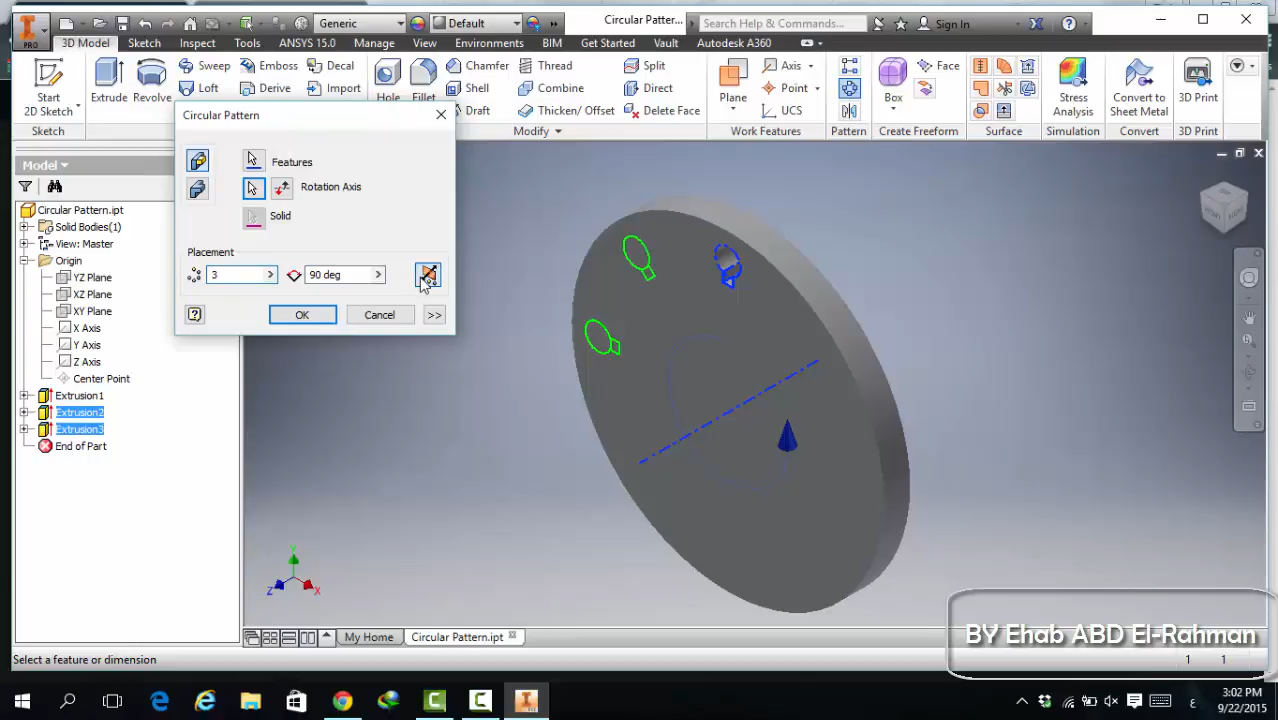 PRO
Generic
Default
Circular Patter...
Search Help & Commands...
Sign In
3D Model
Sketch
Inspect
Tools
ANSYS 15.0
Manage
View
Environments
BIM
Get Started
Vault
Autodesk A360
Start
2D Sketch
Extrude
Revolve
Sweep
Loft
Emboss
Derive
Decal
Import
Hole
Fillet
Chamfer
Shell
Draft
Thread
Combine
Thicken/ Offset
Split
Direct
Delete Face
Plane
Axis
Point
UCS
Box
Face
Stress
Analysis
Convert to
Sheet Metal
3D Print
Sketch
Modify
Work Features
Pattern
Create Freeform
Surface
Simulation
Convert
3D Print
Circular Pattern
Features
Rotation Axis
Solid
Placement
3
90 deg
OK
Cancel
>>
Model
Circular Pattern.ipt
Solid Bodies(1)
View: Master
Origin
YZ Plane
XZ Plane
XY Plane
X Axis
Y Axis
Z Axis
Center Point
Extrusion1
Extrusion2
Extrusion3
End of Part
Y
Z
X
My Home
Circular Pattern.ipt
BY Ehab ABD El-Rahman
Select a feature or dimension
1
1
ع
3:02 PM
9/22/2015